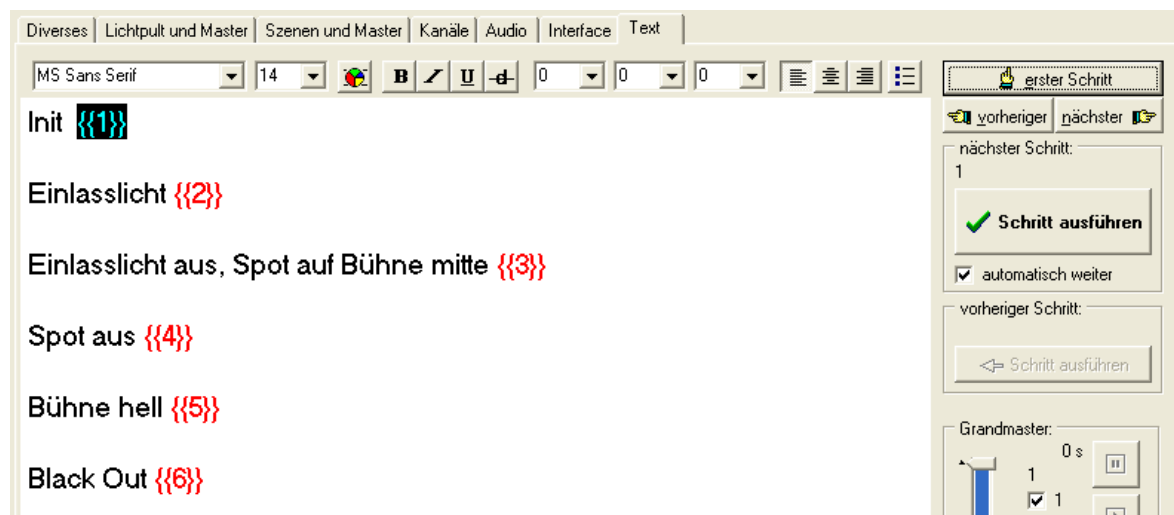 Diverses Lichtpult und Master Szenen und Master Kanäle Audio Interface Text
MS Sans Serif 14 B I U d 0 0 0
Init {{1}}
Einlasslicht {{2}}
Einlasslicht aus, Spot auf Bühne mitte {{3}}
Spot aus {{4}}
Bühne hell {{5}}
Black Out {{6}}
erster Schritt
vorheriger nächster
nächster Schritt:
1
Schritt ausführen
automatisch weiter
vorheriger Schritt:
Schritt ausführen
Grandmaster:
0 s
1
1